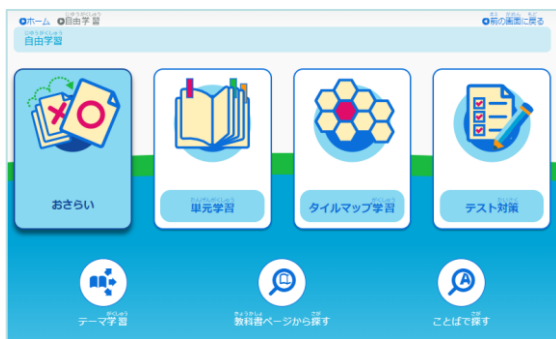 ホーム 自由学習
前の画面に戻る
自由学習
おさらい
単元学習
タイルマップ学習
テスト対策
テーマ学習
教科書ページから探す
ことばで探す